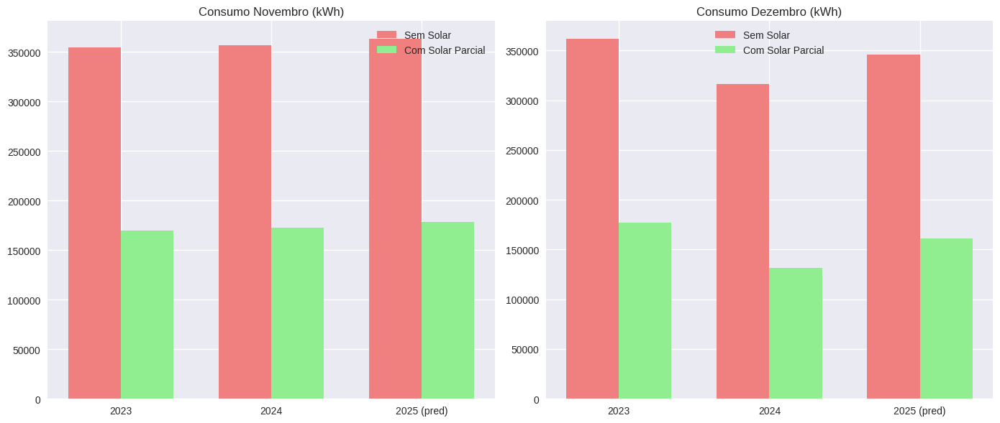 Consumo Novembro (kWh)
Sem Solar
Com Solar Parcial
350000
300000
250000
200000
150000
100000
50000
0
2023
2024
2025 (pred)
Consumo Dezembro (kWh)
Sem Solar
Com Solar Parcial
350000
300000
250000
200000
150000
100000
50000
0
2023
2024
2025 (pred)